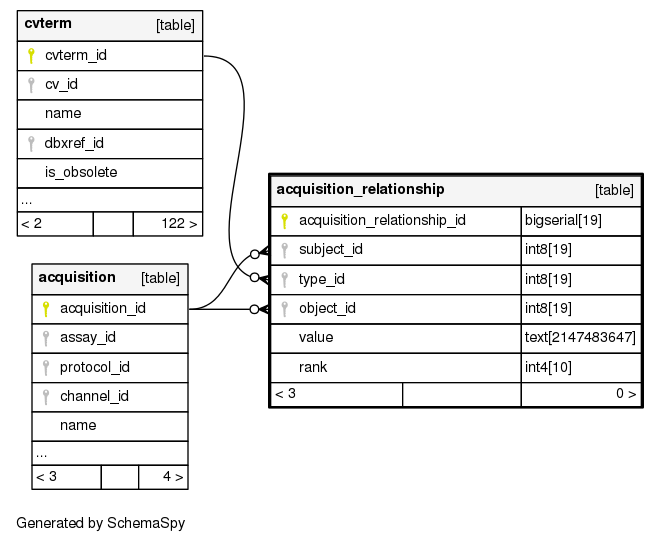 cvterm [table]
cvterm_id
cv_id
name
dbxref_id
is_obsolete
...
< 2 122 >
acquisition_relationship [table]
acquisition_relationship_id bigserial[19]
subject_id int8[19]
type_id int8[19]
object_id int8[19]
value text[2147483647]
rank int4[10]
< 3 0 >
acquisition [table]
acquisition_id
assay_id
protocol_id
channel_id
name
...
< 3 4 >
Generated by SchemaSpy